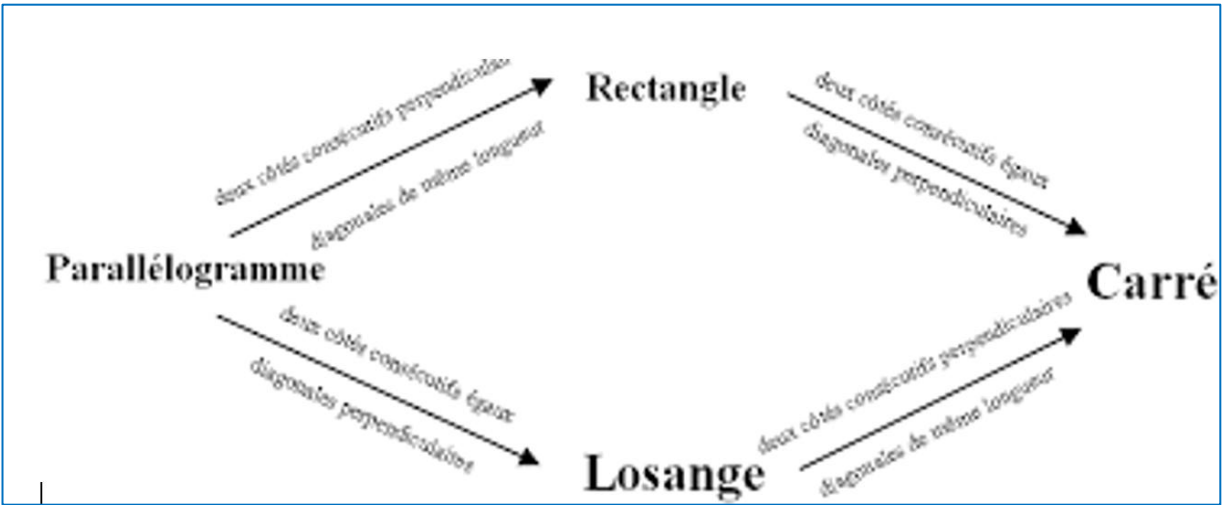 deux côtés consécutifs perpendiculair
Rectangle
deux côtés consécutifs égaux
diagonales de même longueur
diagonales perpendiculaires
Parallélogramme
Carré
deux côtés consécutifs égaux
deux côtés consécutifs perpendiculaires
diagonales perpendiculaires
diagonales de même longueur
Losange